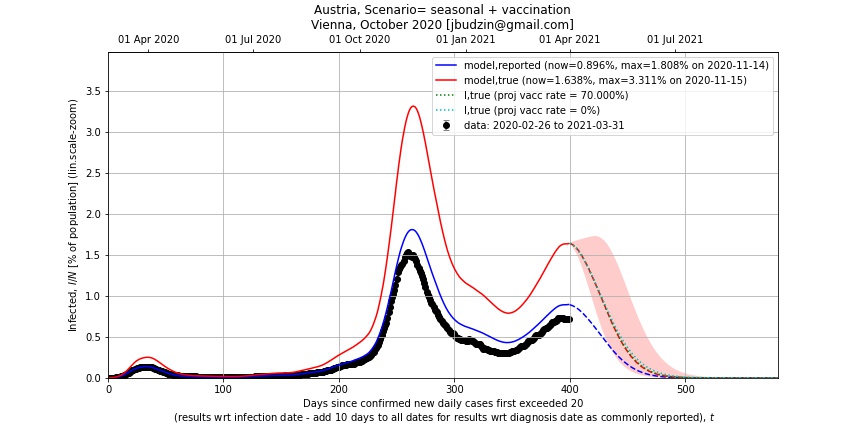 Austria, Scenario= seasonal + vaccination
Vienna, October 2020 [jbudzin@gmail.com]
01 Apr 2020 01 Jul 2020 01 Oct 2020 01 Jan 2021 01 Apr 2021 01 Jul 2021
model,reported (now=0.896%, max=1.808% on 2020-11-14)
model,true (now=1.638%, max=3.311% on 2020-11-15)
I,true (proj vacc rate = 70.000%)
I,true (proj vacc rate = 0%)
data: 2020-02-26 to 2021-03-31
Infected, I/N [% of population] (lin.scale-zoom)
3.5
3.0
2.5
2.0
1.5
1.0
0.5
0.0
0 100 200 300 400 500
Days since confirmed new daily cases first exceeded 20
(results wrt infection date - add 10 days to all dates for results wrt diagnosis date as commonly reported), t